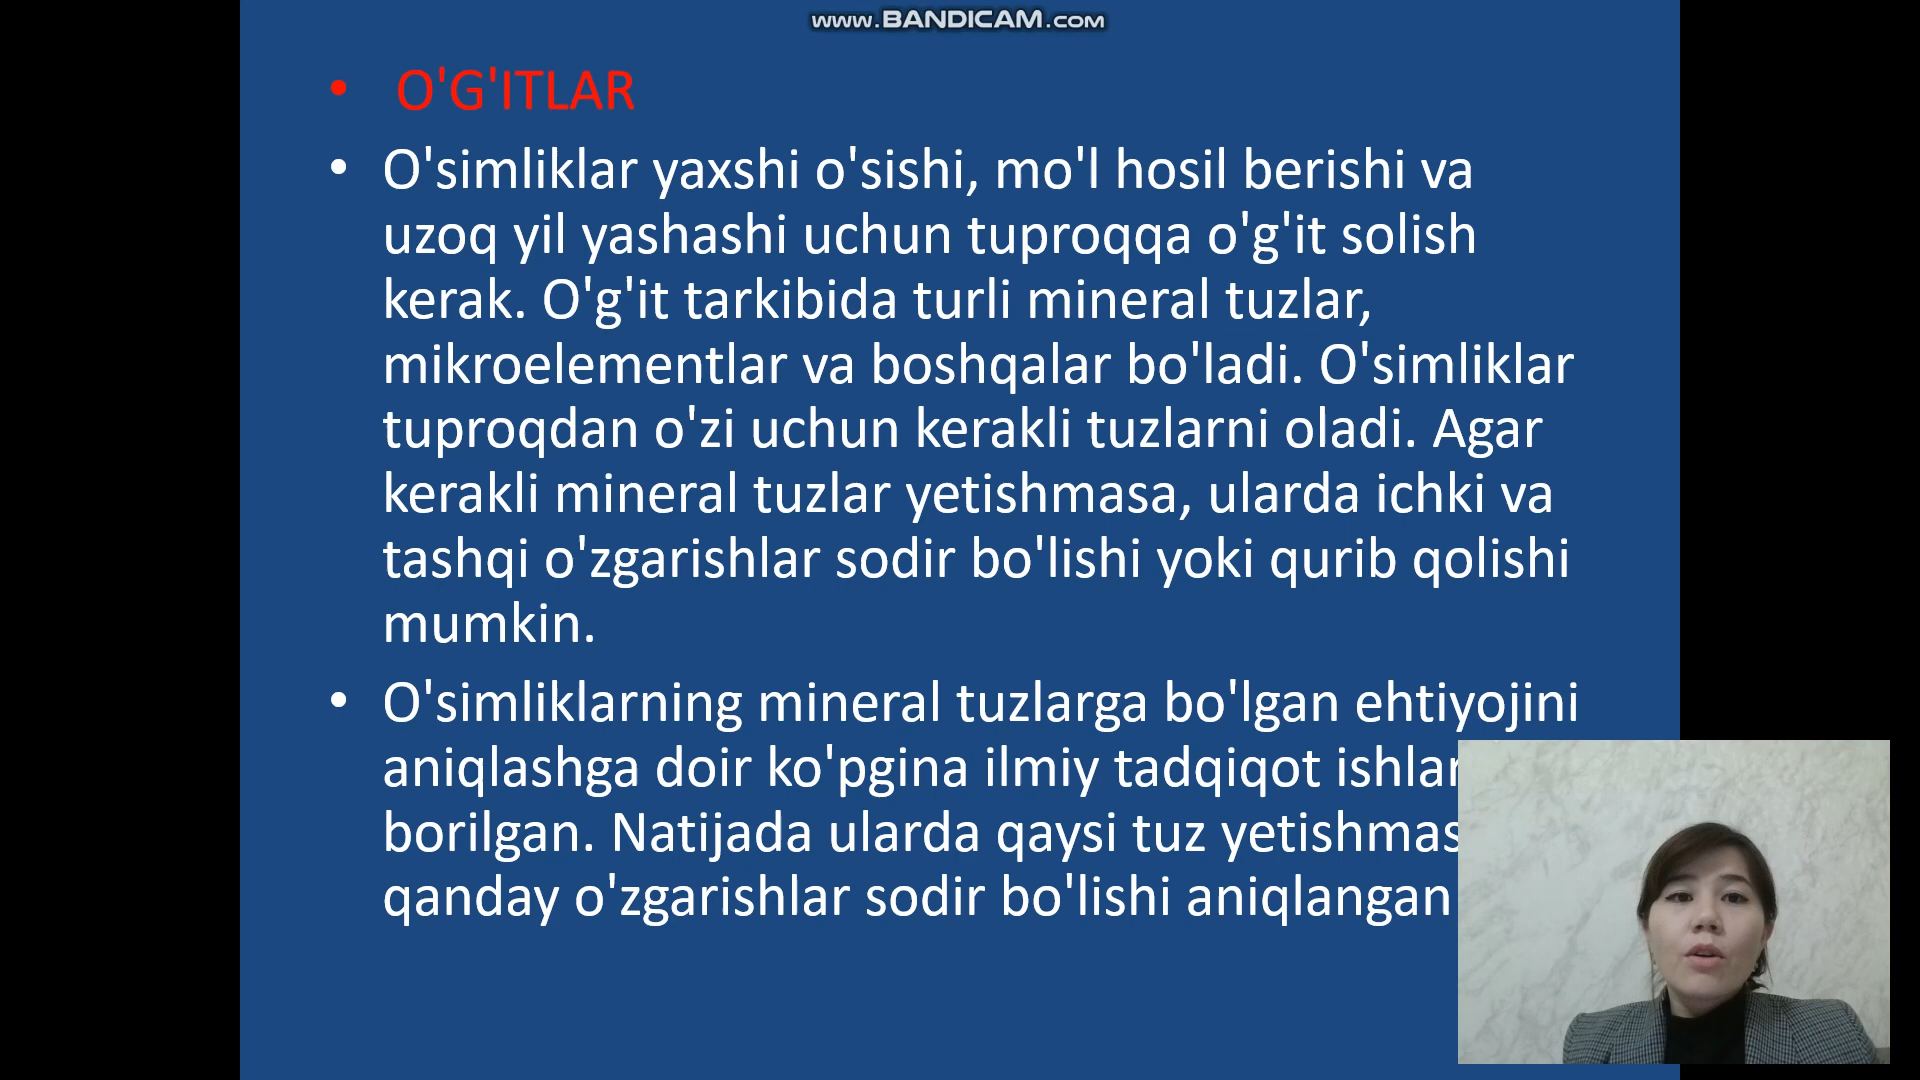 www.BANDICAM.com
• O'G'ITLAR
• O'simliklar yaxshi o'sishi, mo'l hosil berishi va
uzoq yil yashashi uchun tuproqqa o'g'it solish
kerak. O'g'it tarkibida turli mineral tuzlar,
mikroelementlar va boshqalar bo'ladi. O'simliklar
tuproqdan o'zi uchun kerakli tuzlarni oladi. Agar
kerakli mineral tuzlar yetishmasa, ularda ichki va
tashqi o'zgarishlar sodir bo'lishi yoki qurib qolishi
mumkin.
• O'simliklarning mineral tuzlarga bo'lgan ehtiyojini
aniqlashga doir ko'pgina ilmiy tadqiqot
borilgan. Natijada ularda qaysi tuz
qanday o'zgarishlar sodir bo'lishi aniqlangan